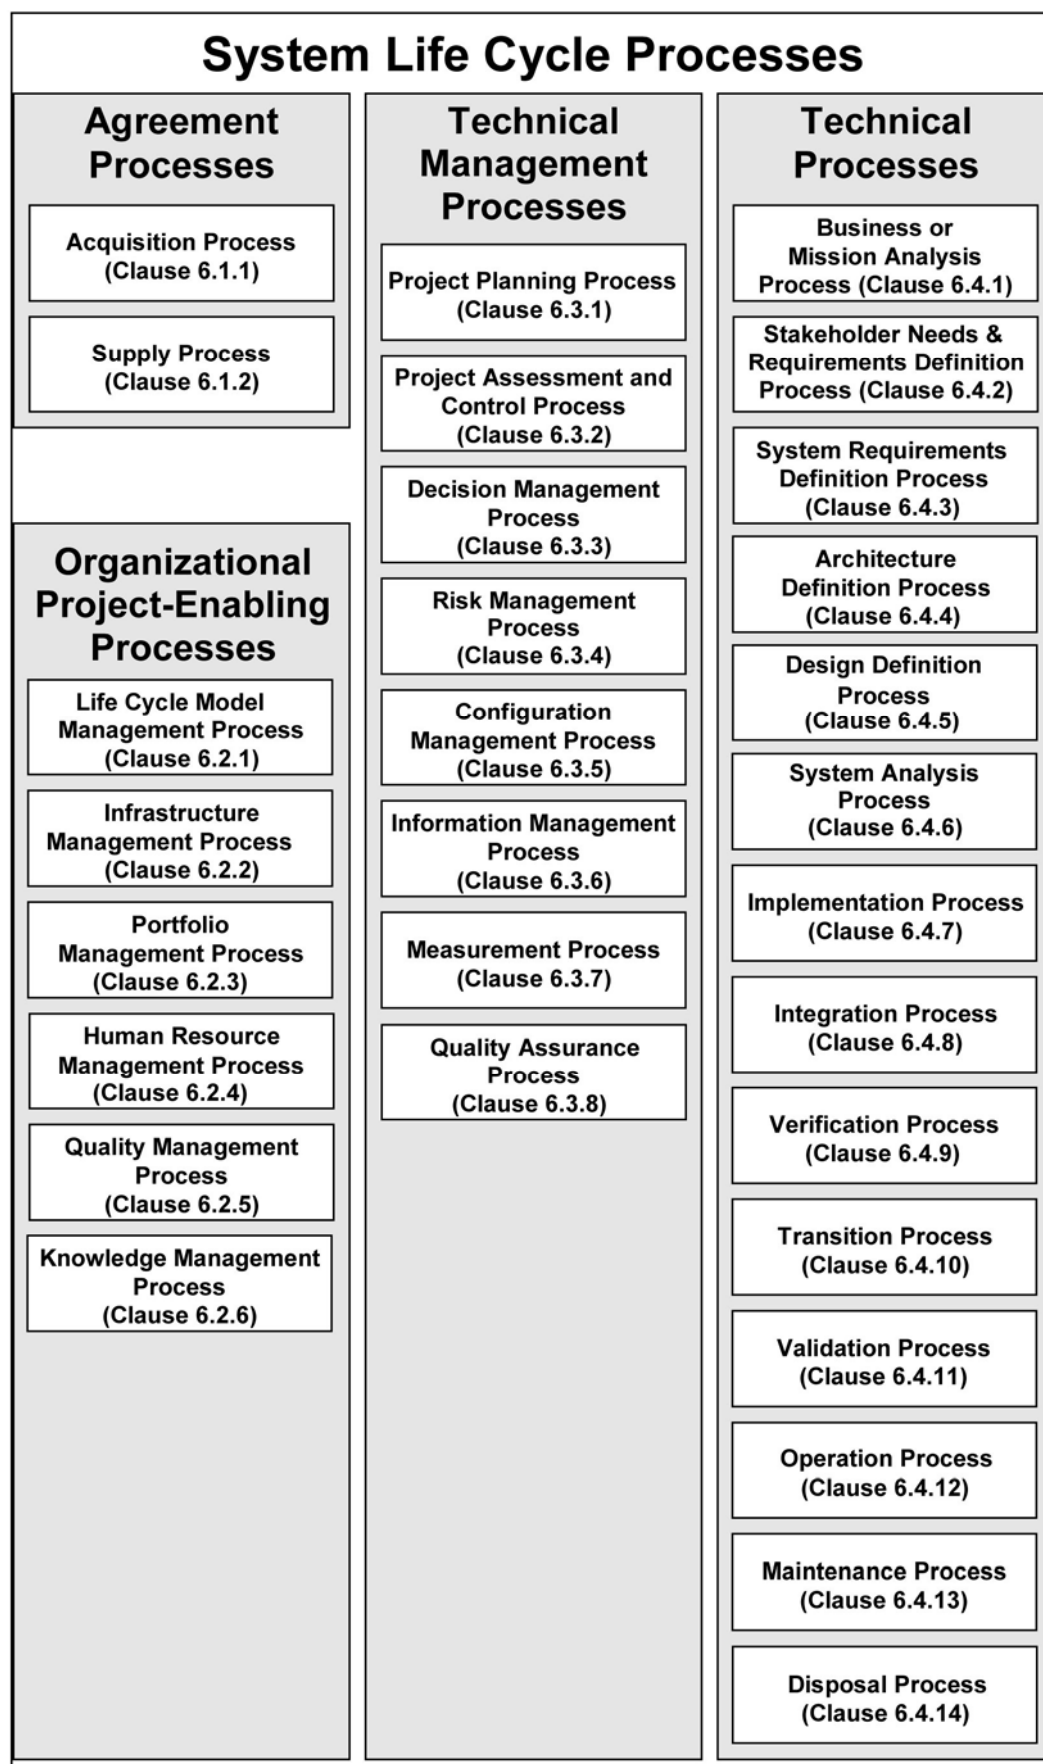 System Life Cycle Processes
Agreement
Processes
Acquisition Process
(Clause 6.1.1)
Supply Process
(Clause 6.1.2)
Organizational
Project-Enabling
Processes
Life Cycle Model
Management Process
(Clause 6.2.1)
Infrastructure
Management Process
(Clause 6.2.2)
Portfolio
Management Process
(Clause 6.2.3)
Human Resource
Management Process
(Clause 6.2.4)
Quality Management
Process
(Clause 6.2.5)
Knowledge Management
Process
(Clause 6.2.6)
Technical
Management
Processes
Project Planning Process
(Clause 6.3.1)
Project Assessment and
Control Process
(Clause 6.3.2)
Decision Management
Process
(Clause 6.3.3)
Risk Management
Process
(Clause 6.3.4)
Configuration
Management Process
(Clause 6.3.5)
Information Management
Process
(Clause 6.3.6)
Measurement Process
(Clause 6.3.7)
Quality Assurance
Process
(Clause 6.3.8)
Technical
Processes
Business or
Mission Analysis
Process (Clause 6.4.1)
Stakeholder Needs &
Requirements Definition
Process (Clause 6.4.2)
System Requirements
Definition Process
(Clause 6.4.3)
Architecture
Definition Process
(Clause 6.4.4)
Design Definition
Process
(Clause 6.4.5)
System Analysis
Process
(Clause 6.4.6)
Implementation Process
(Clause 6.4.7)
Integration Process
(Clause 6.4.8)
Verification Process
(Clause 6.4.9)
Transition Process
(Clause 6.4.10)
Validation Process
(Clause 6.4.11)
Operation Process
(Clause 6.4.12)
Maintenance Process
(Clause 6.4.13)
Disposal Process
(Clause 6.4.14)